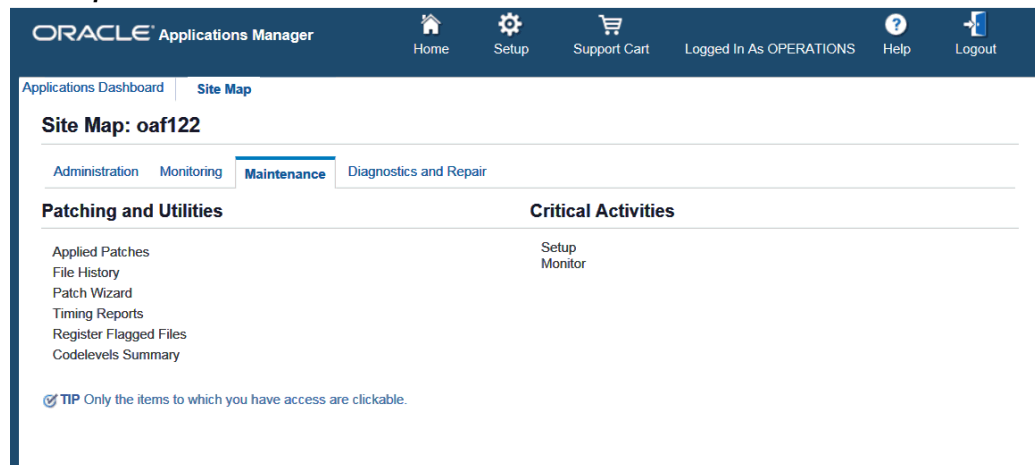 ORACLE Applications Manager
Home Setup Support Cart Logged In As OPERATIONS Help Logout
Applications Dashboard Site Map
Site Map: oaf122
Administration Monitoring Maintenance Diagnostics and Repair
Patching and Utilities
Applied Patches
File History
Patch Wizard
Timing Reports
Register Flagged Files
Codelevels Summary
Critical Activities
Setup
Monitor
TIP Only the items to which you have access are clickable.